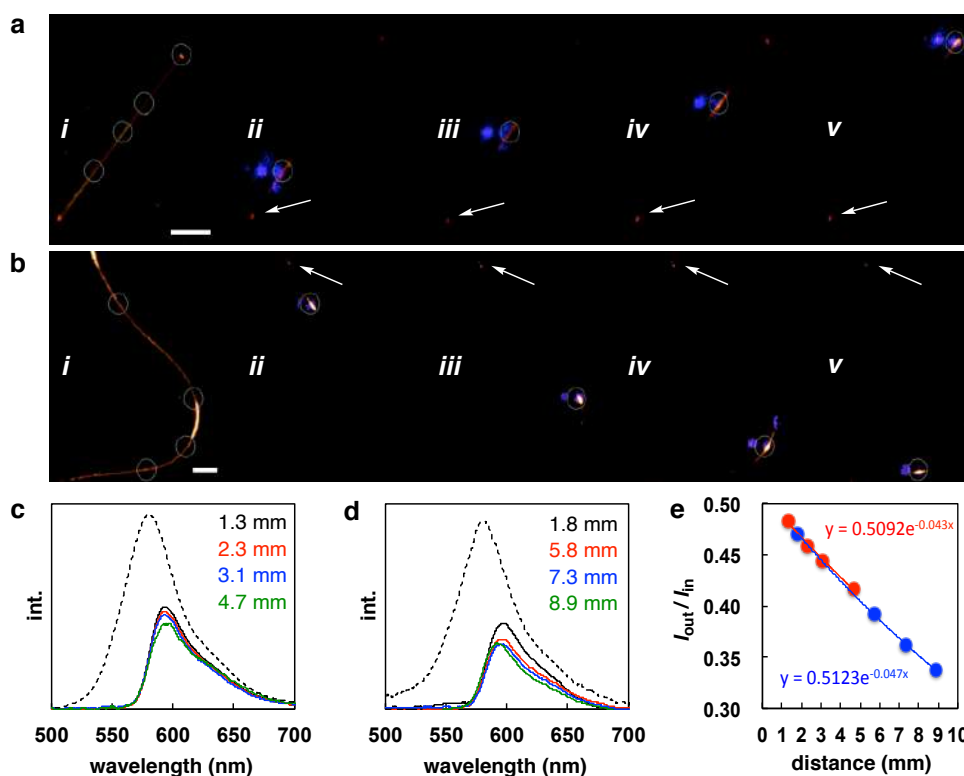 a
i
ii
iii
iv
v
b
i
ii
iii
iv
v
c
1.3 mm
2.3 mm
3.1 mm
4.7 mm
int.
500 550 600 650 700
wavelength (nm)
d
1.8 mm
5.8 mm
7.3 mm
8.9 mm
int.
500 550 600 650 700
wavelength (nm)
e
0.50
0.45
0.40
0.35
0.30
Iout / Iin
y = 0.5092e^-0.043x
y = 0.5123e^-0.047x
0 1 2 3 4 5 6 7 8 9 10
distance (mm)